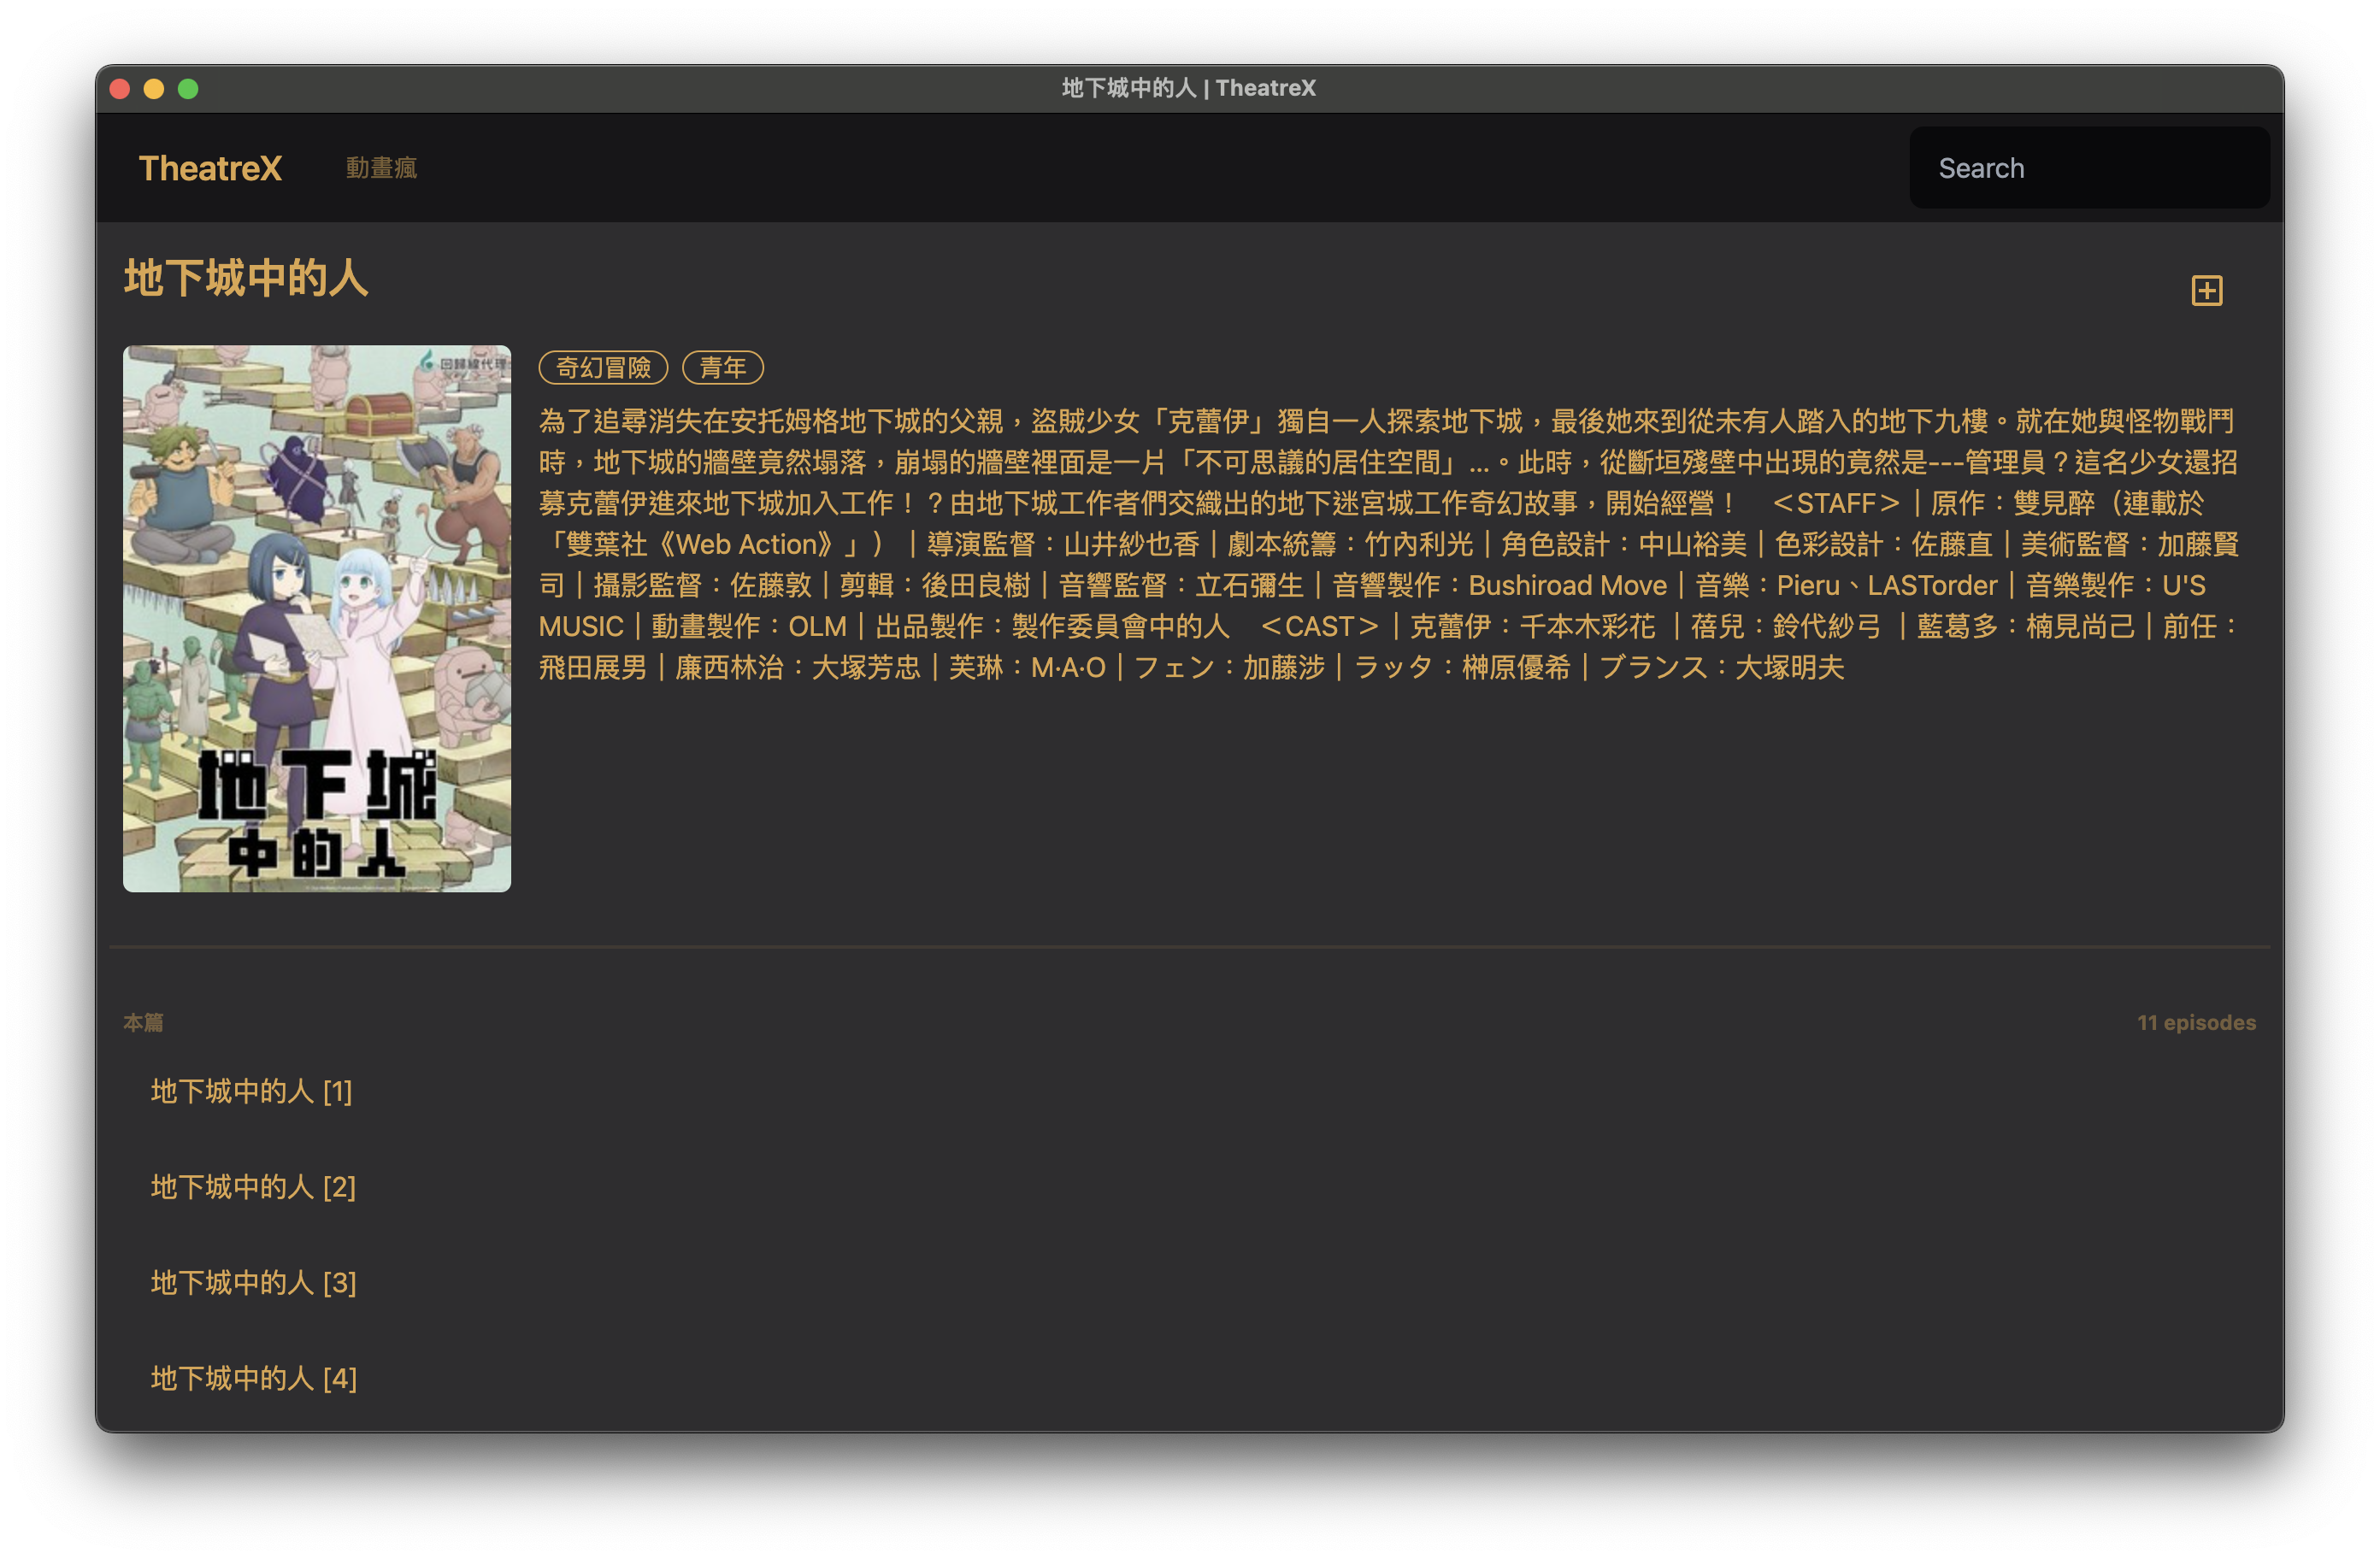 地下城中的人 | TheatreX
TheatreX
動畫瘋
Search
地下城中的人
回歸線代理
奇幻冒險
青年
為了追尋消失在安托姆格地下城的父親，盜賊少女「克蕾伊」獨自一人探索地下城，最後她來到從未有人踏入的地下九樓。就在她與怪物戰鬥
時，地下城的牆壁竟然塌落，崩塌的牆壁裡面是一片「不可思議的居住空間」...。此時，從斷垣殘壁中出現的竟然是---管理員？這名少女還招
募克蕾伊進來地下城加入工作！？由地下城工作者們交織出的地下迷宮城工作奇幻故事，開始經營！　＜STAFF＞｜原作：雙見醉（連載於
「雙葉社《Web Action》」）｜導演監督：山井紗也香｜劇本統籌：竹內利光｜角色設計：中山裕美｜色彩設計：佐藤直｜美術監督：加藤賢
司｜攝影監督：佐藤敦｜剪輯：後田良樹｜音響監督：立石彌生｜音響製作：Bushiroad Move｜音樂：Pieru、LASTorder｜音樂製作：U'S
MUSIC｜動畫製作：OLM｜出品製作：製作委員會中的人　＜CAST＞｜克蕾伊：千本木彩花 ｜蓓兒：鈴代紗弓 ｜藍葛多：楠見尚己｜前任：
飛田展男｜廉西林治：大塚芳忠｜芙琳：M·A·O｜フェン：加藤渉｜ラッタ：榊原優希｜ブランス：大塚明夫
地下城
中的人
本篇
11 episodes
地下城中的人 [1]
地下城中的人 [2]
地下城中的人 [3]
地下城中的人 [4]